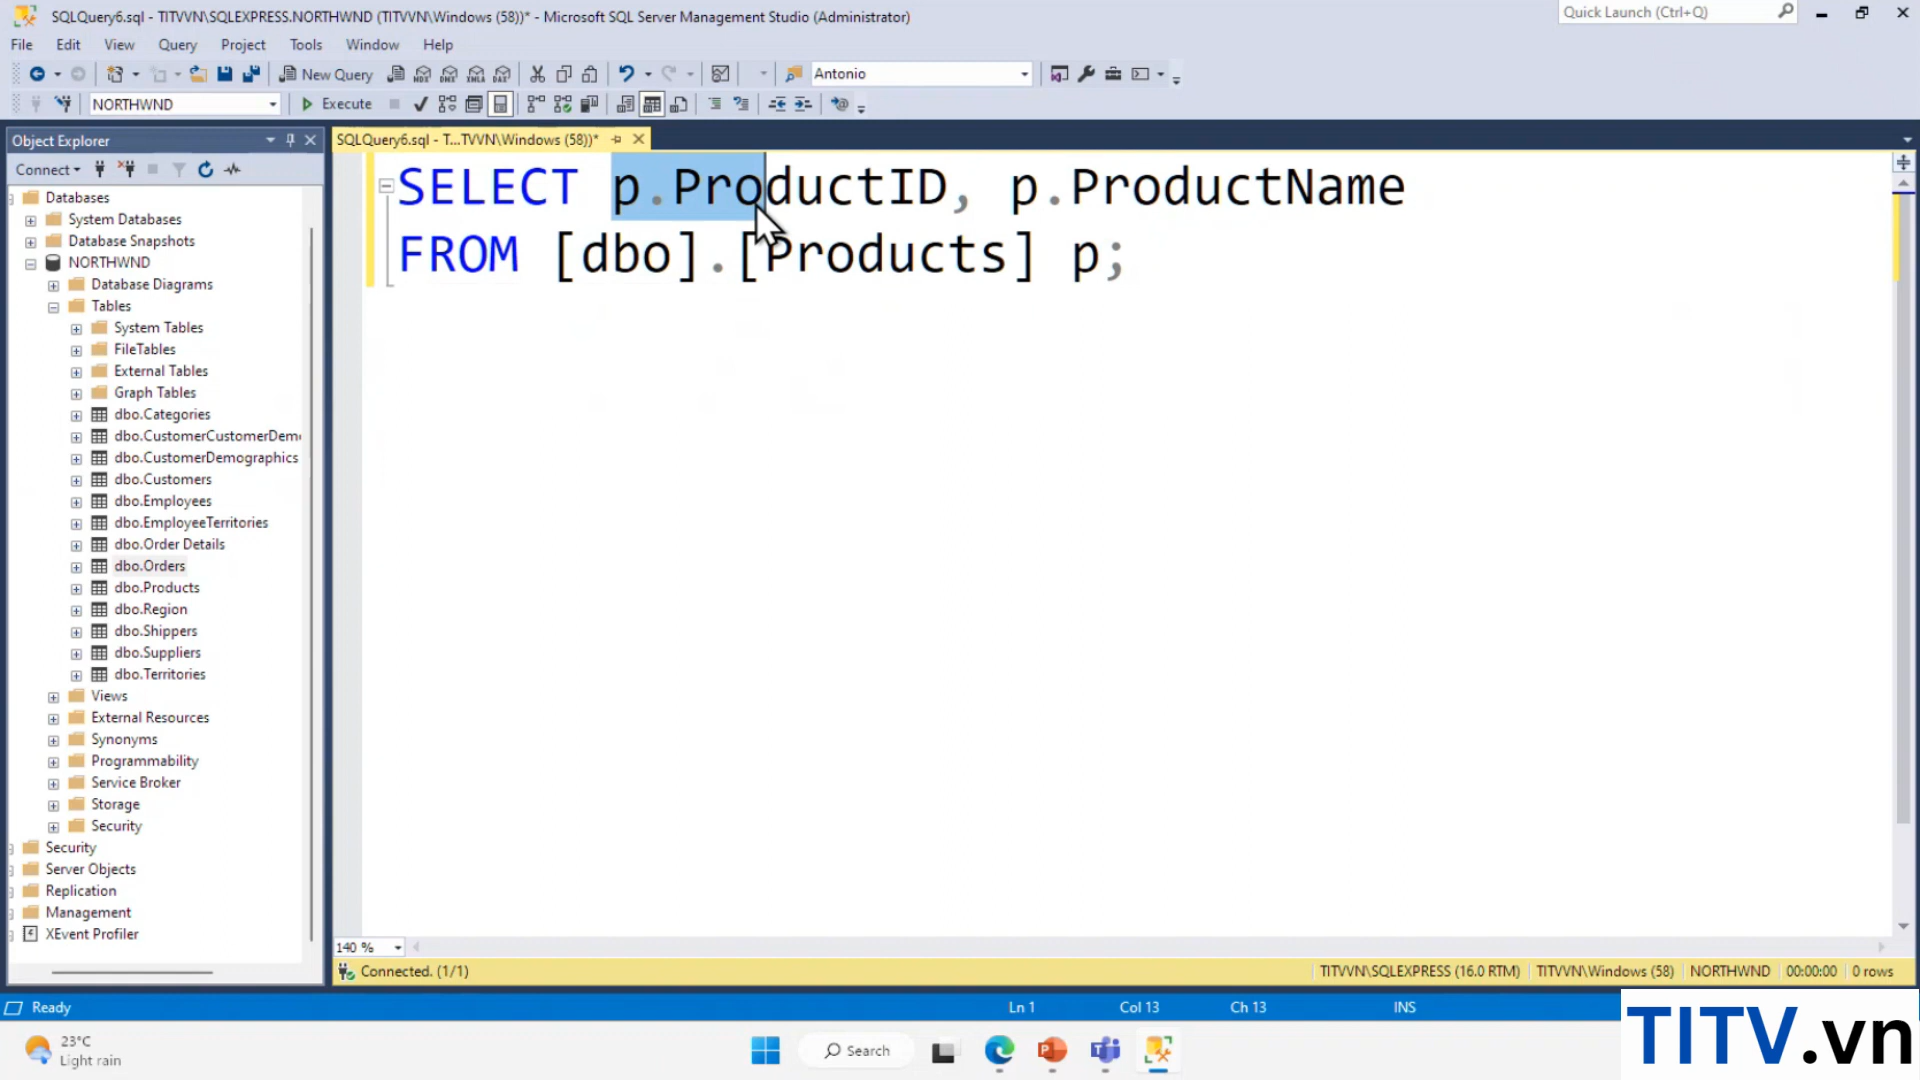 SQLQuery6.sql - TITVVN\SQLEXPRESS.NORTHWND (TITVVN\Windows (58))* - Microsoft SQL Server Management Studio (Administrator)
Quick Launch (Ctrl+Q)
File Edit View Query Project Tools Window Help
New Query MDX DMX XMLA DAX Antonio
NORTHWND Execute
Object Explorer
SQLQuery6.sql - T...TVVN\Windows (58))*
Connect
SELECT p.ProductID, p.ProductName
FROM [dbo].[Products] p;
Databases
System Databases
Database Snapshots
NORTHWND
Database Diagrams
Tables
System Tables
FileTables
External Tables
Graph Tables
dbo.Categories
dbo.CustomerCustomerDem
dbo.CustomerDemographics
dbo.Customers
dbo.Employees
dbo.EmployeeTerritories
dbo.Order Details
dbo.Orders
dbo.Products
dbo.Region
dbo.Shippers
dbo.Suppliers
dbo.Territories
Views
External Resources
Synonyms
Programmability
Service Broker
Storage
Security
Security
Server Objects
Replication
Management
XEvent Profiler
140 %
Connected. (1/1)
TITVVN\SQLEXPRESS (16.0 RTM) TITVVN\Windows (58) NORTHWND 00:00:00 0 rows
Ready Ln 1 Col 13 Ch 13 INS
TITV.vn
23°C
Light rain
Search